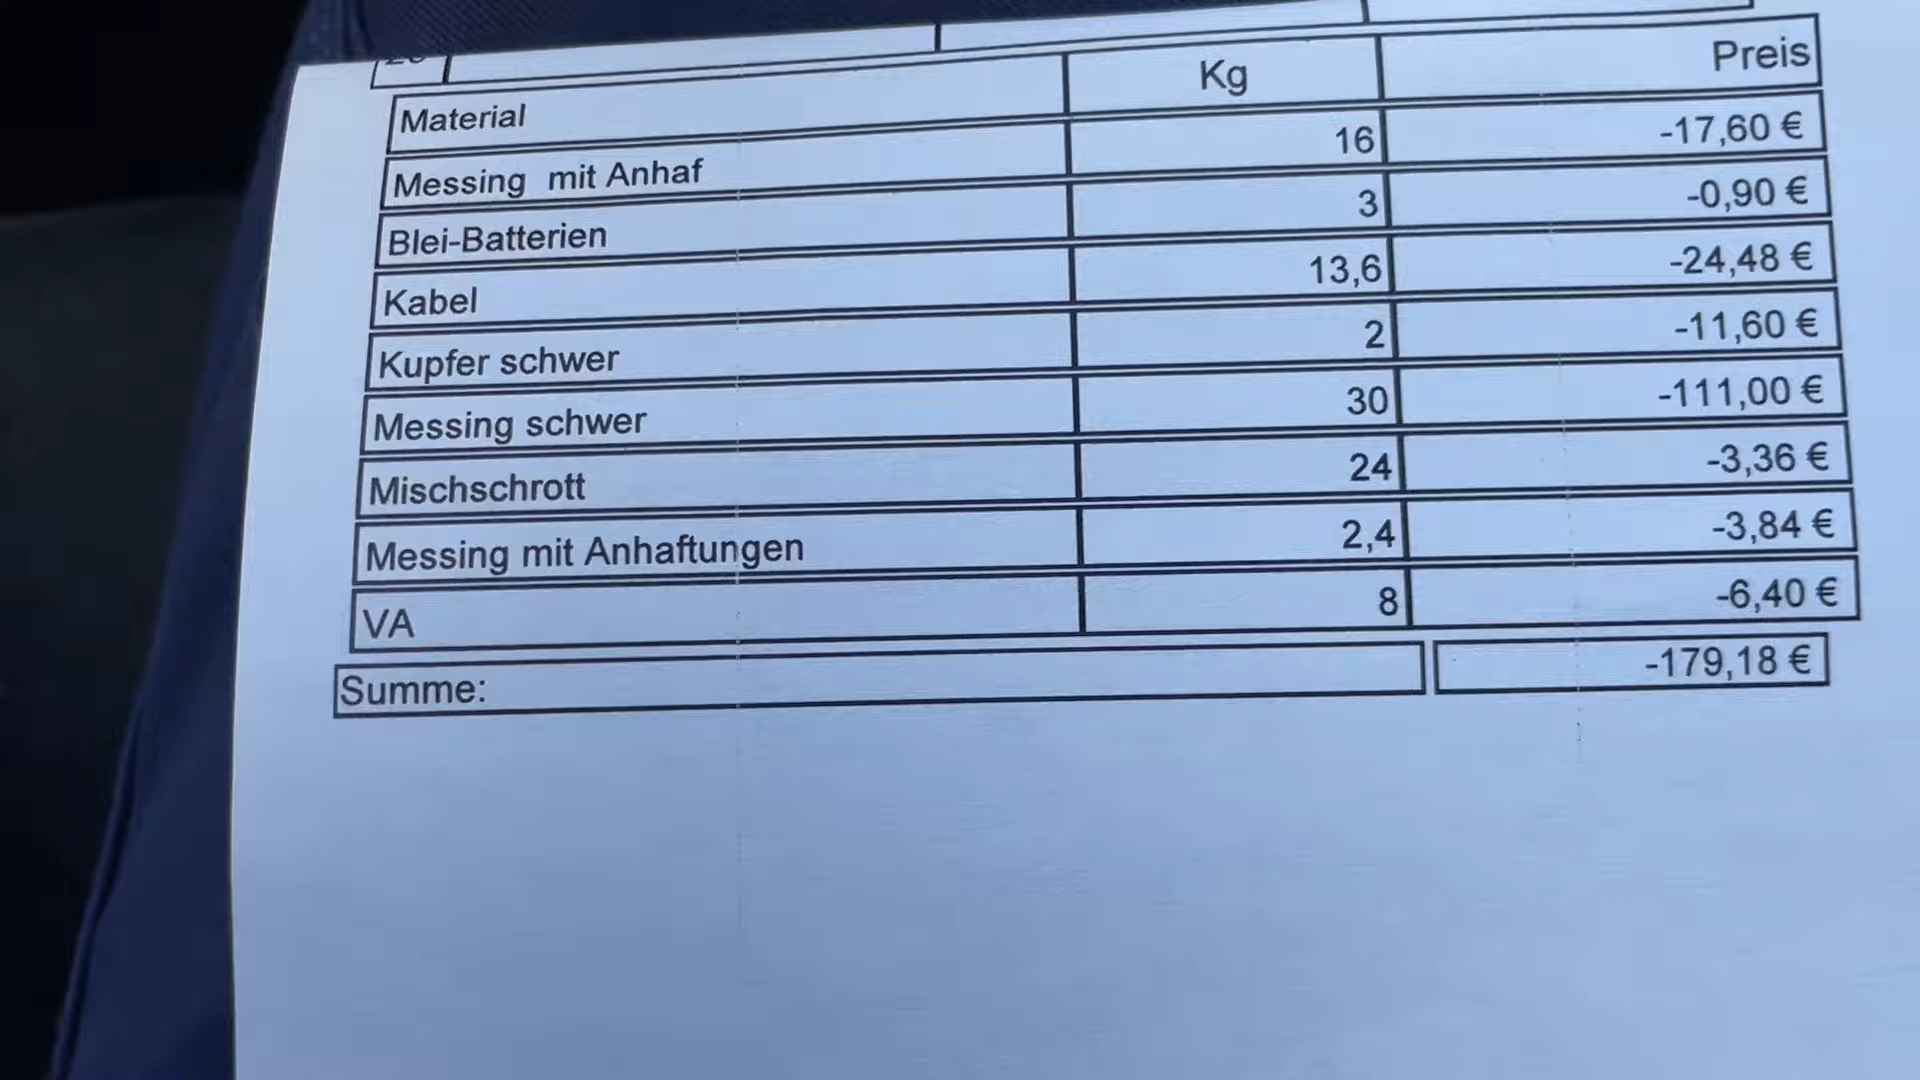 Material Kg Preis
Messing mit Anhaf 16 -17,60 €
Blei-Batterien 3 -0,90 €
Kabel 13,6 -24,48 €
Kupfer schwer 2 -11,60 €
Messing schwer 30 -111,00 €
Mischschrott 24 -3,36 €
Messing mit Anhaftungen 2,4 -3,84 €
VA 8 -6,40 €
Summe: -179,18 €